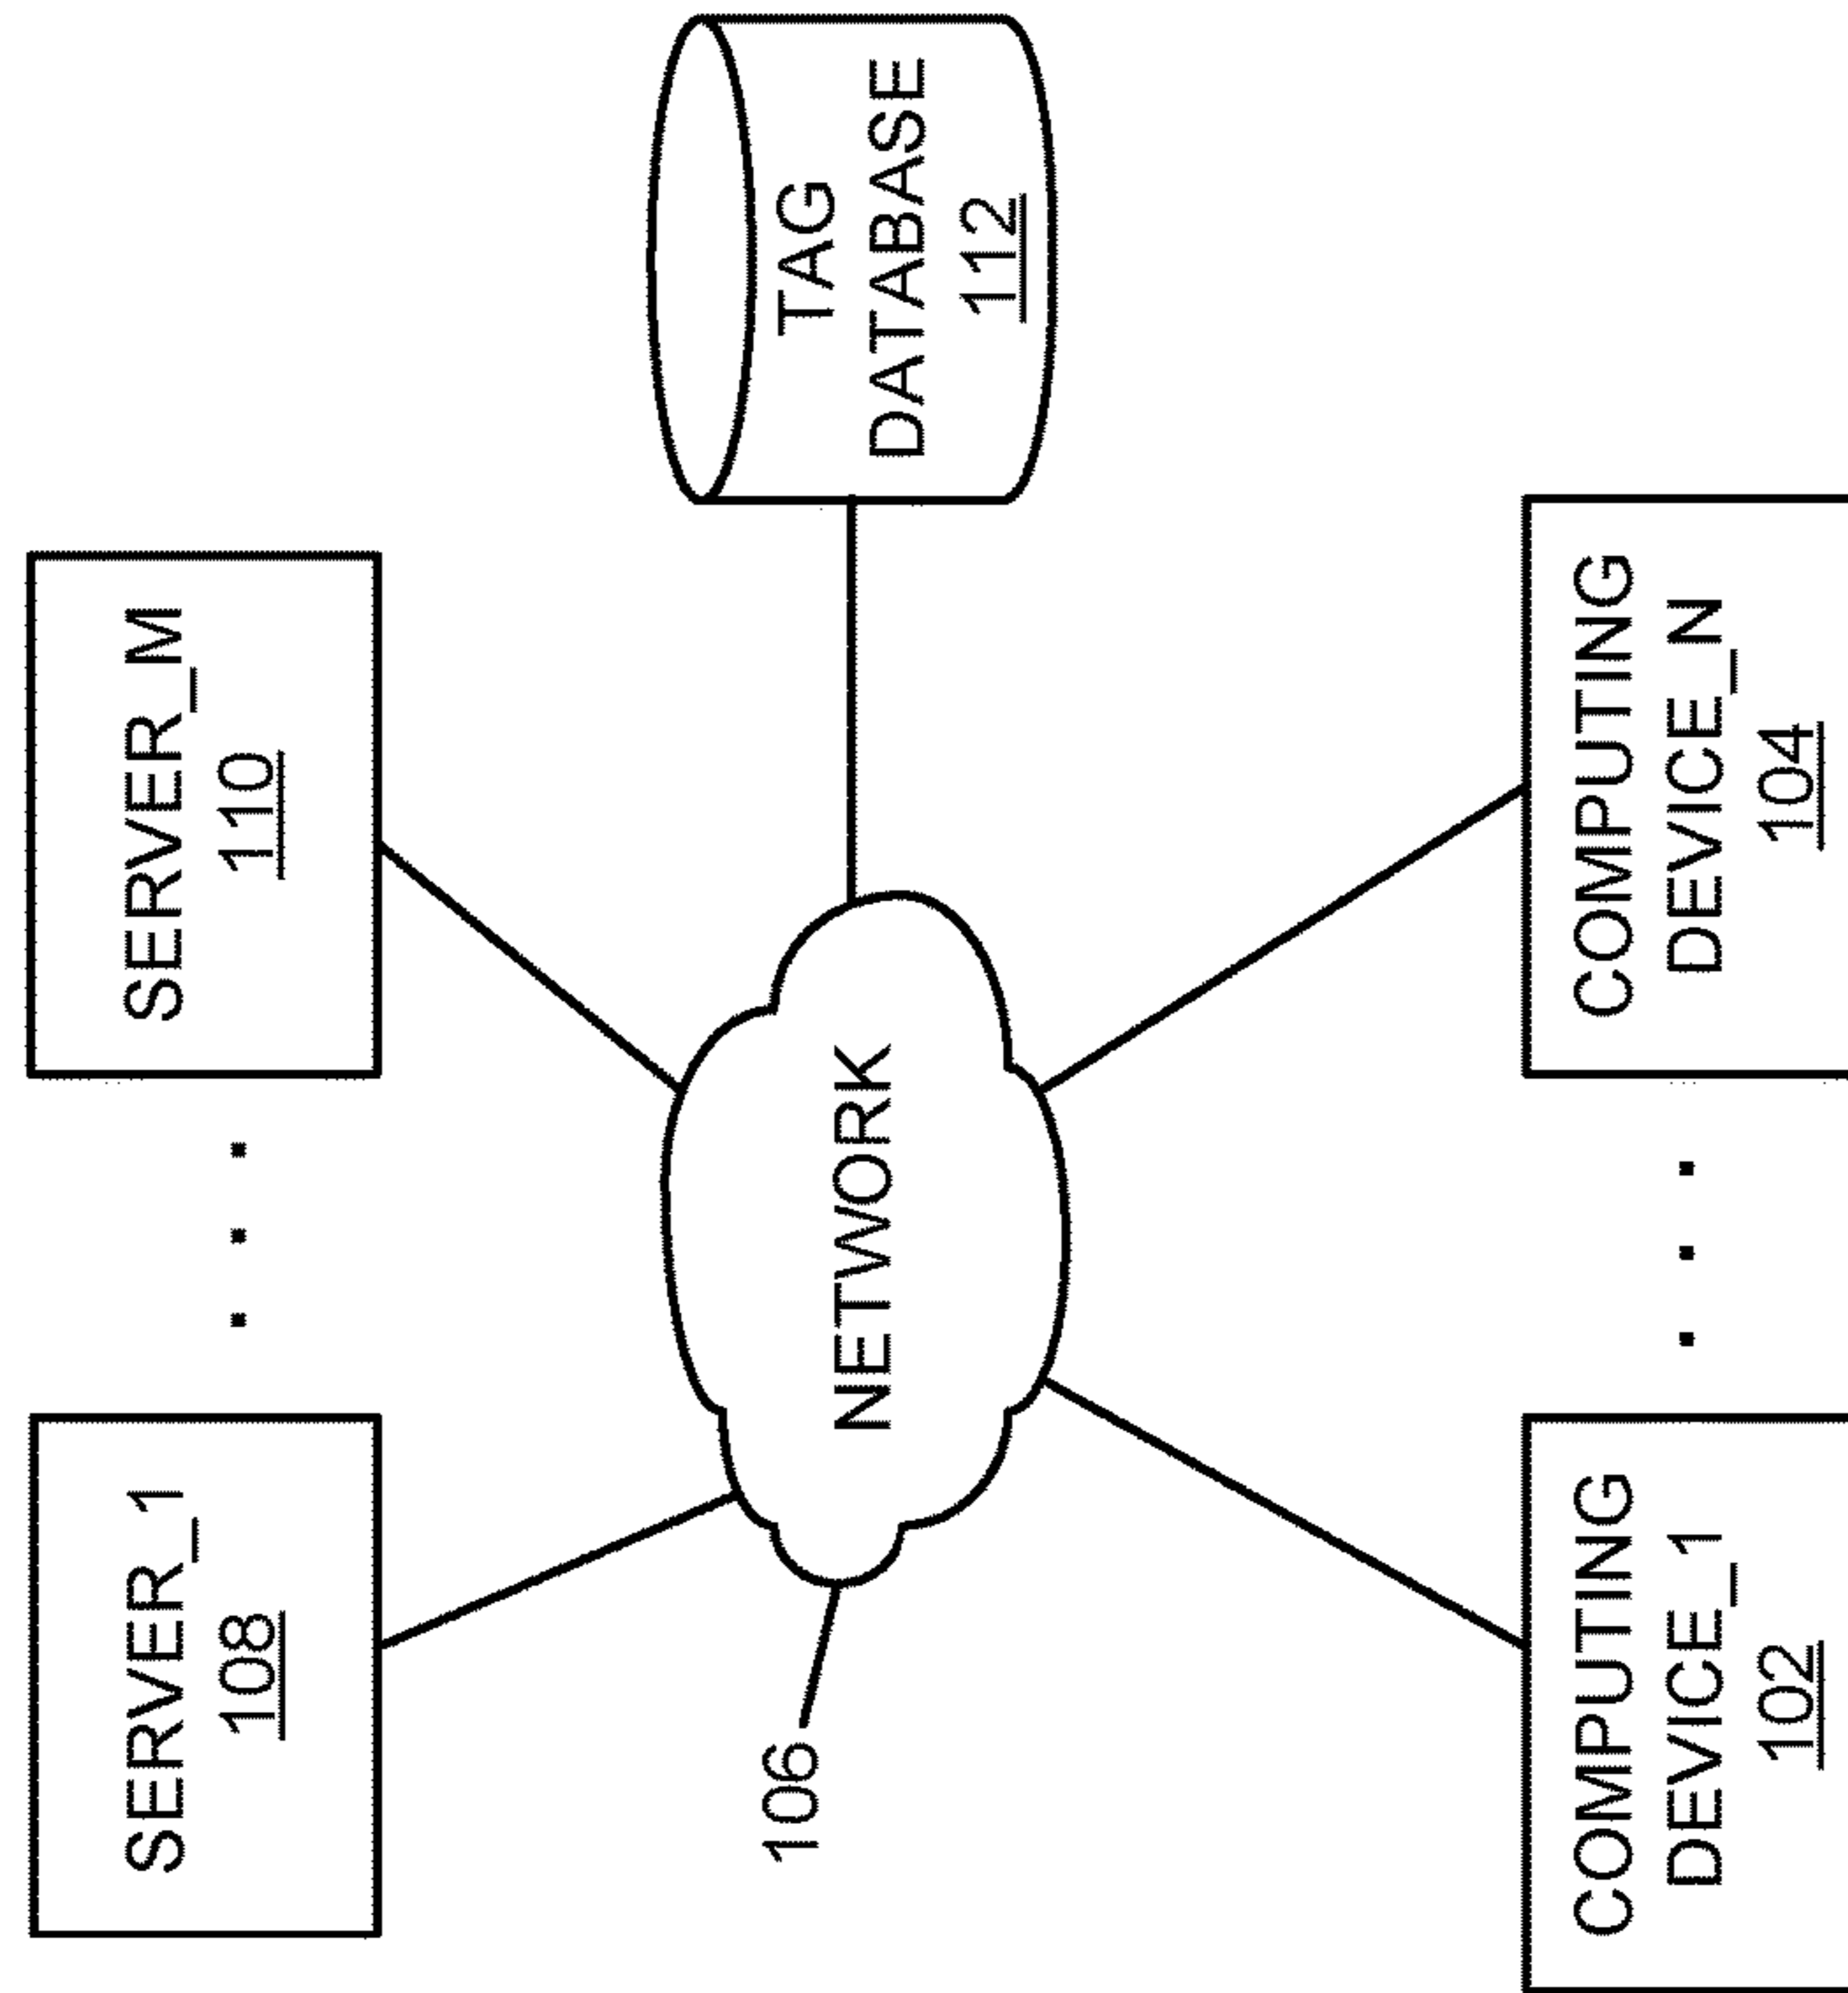 SERVER_1
108
SERVER_M
110
106
NETWORK
TAG
DATABASE
112
COMPUTING
DEVICE_1
102
COMPUTING
DEVICE_N
104